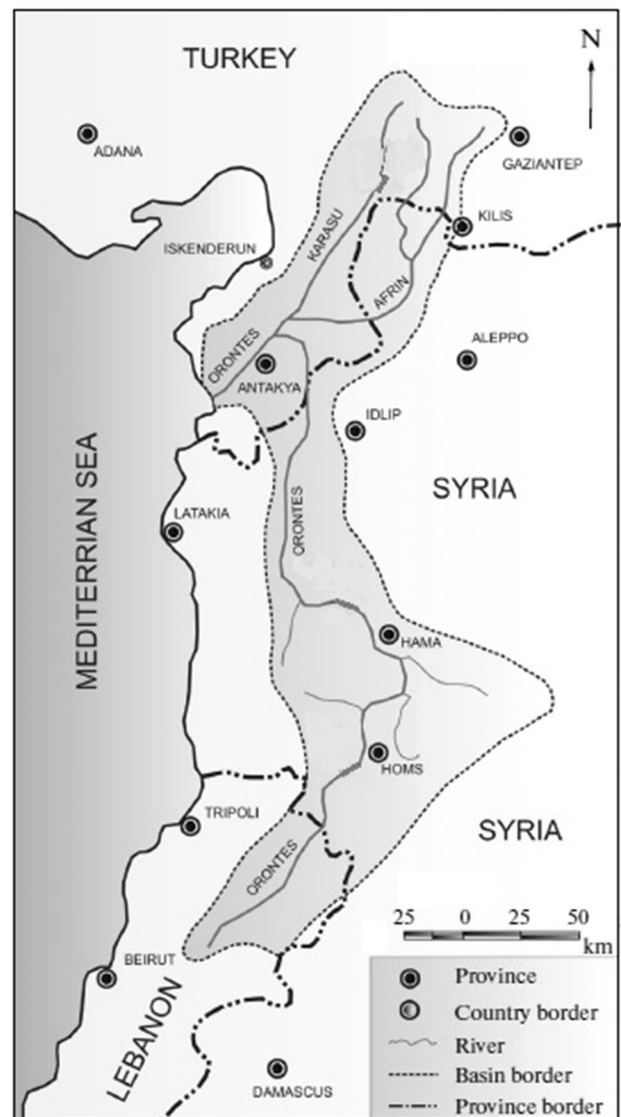 TURKEY
N
ADANA
GAZIANTEP
KILIS
ISKENDERUN
KARASU
AFRIN
ORONTES
ALEPPO
ANTAKYA
IDLIP
SYRIA
MEDITERRIAN SEA
LATAKIA
ORONTES
HAMA
HOMS
TRIPOLI
SYRIA
ORONTES
25 0 25 50
km
BEIRUT
LEBANON
DAMASCUS
Province
Country border
River
Basin border
Province border